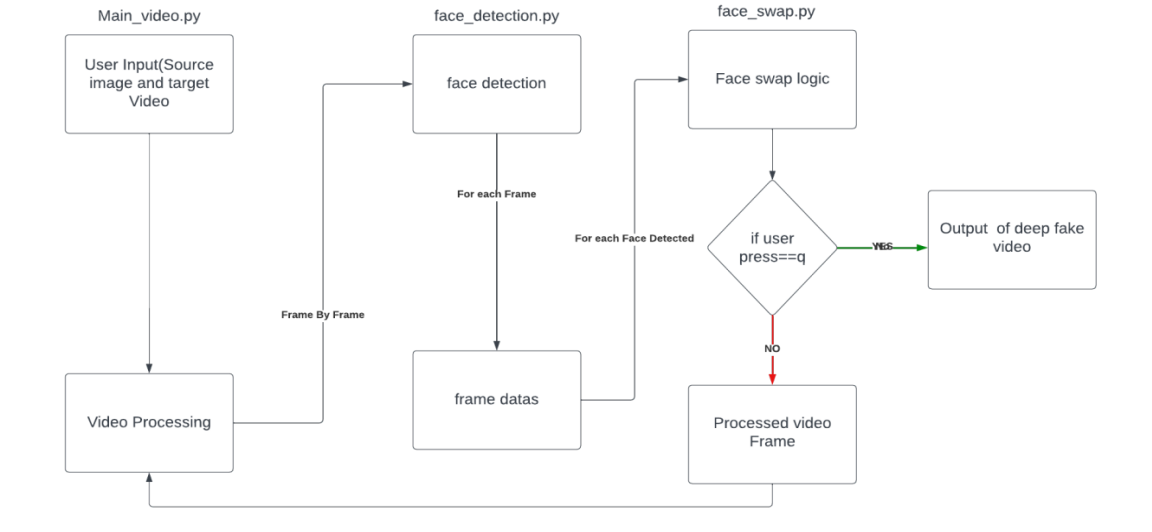 Main_video.py
face_detection.py
face_swap.py
User Input(Source
image and target
Video
face detection
Face swap logic
For each Frame
For each Face Detected
if user
press==q
Output  of deep fake
video
Frame By Frame
NO
frame datas
Video Processing
Processed video
Frame